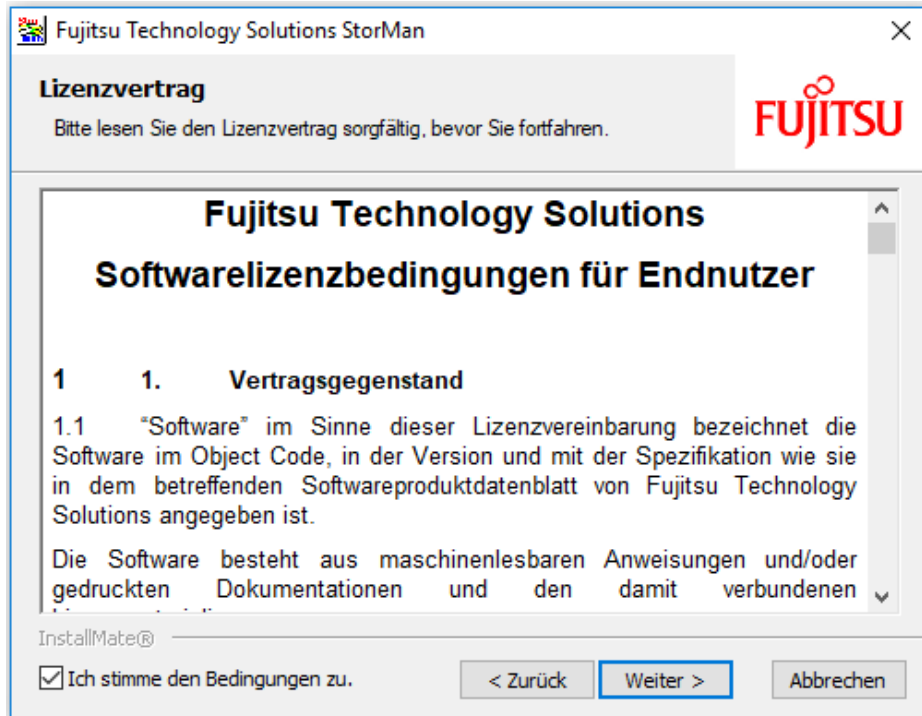 Fujitsu Technology Solutions StorMan
Lizenzvertrag
Bitte lesen Sie den Lizenzvertrag sorgfältig, bevor Sie fortfahren.
FUJITSU
Fujitsu Technology Solutions
Softwarelizenzbedingungen für Endnutzer
1 1. Vertragsgegenstand
1.1 “Software” im Sinne dieser Lizenzvereinbarung bezeichnet die
Software im Object Code, in der Version und mit der Spezifikation wie sie
in dem betreffenden Softwareproduktdatenblatt von Fujitsu Technology
Solutions angegeben ist.
Die Software besteht aus maschinenlesbaren Anweisungen und/oder
gedruckten Dokumentationen und den damit verbundenen
InstallMate®
Ich stimme den Bedingungen zu.
< Zurück
Weiter >
Abbrechen